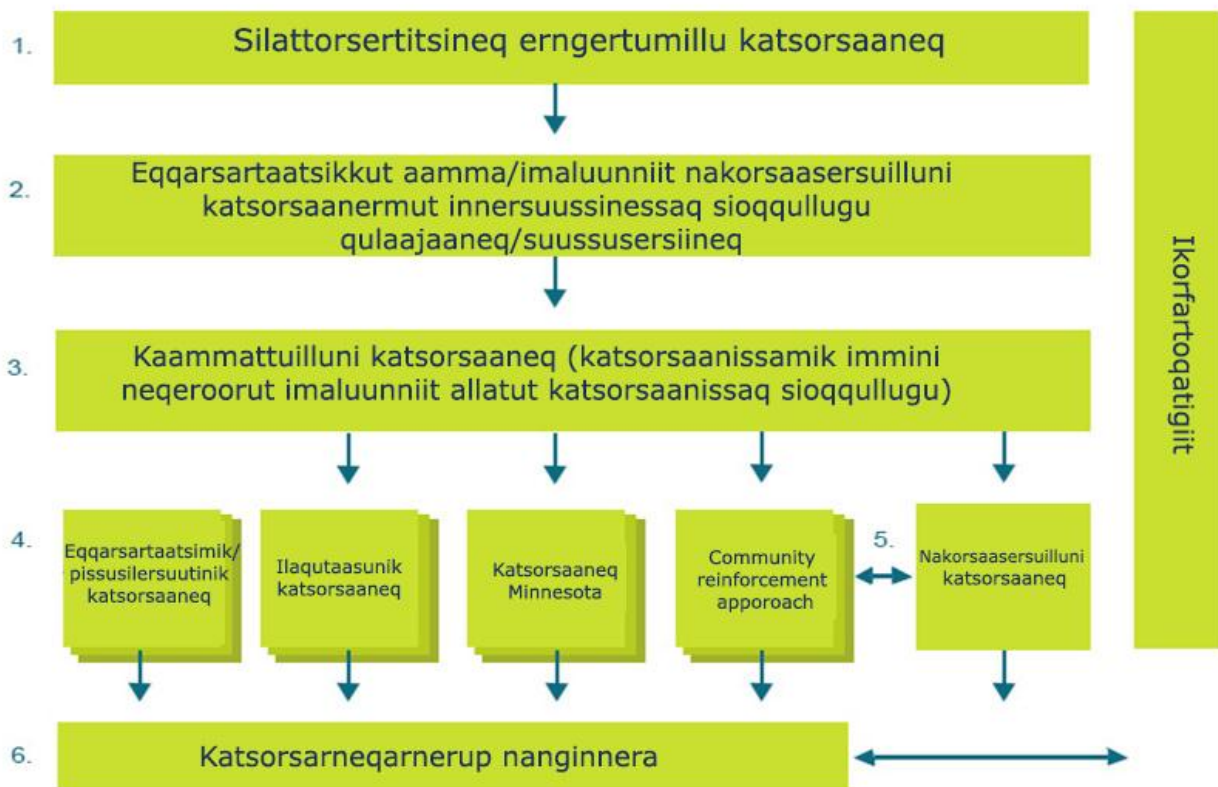 1.
Silattorsertitsineq erngertumillu katsorsaaneq
2.
Eqqarsartaatsikkut aamma/imaluunniit nakorsaasersuilluni
katsorsaanermut innersuussinessaq sioqqullugu
qulaajaaneq/suussusersiineq
3.
Kaammattuilluni katsorsaaneq (katsorsaanissamik immini
neqeroorut imaluunniit allatut katsorsaanissaq sioqqullugu)
4.
Eqqarsartaatsimik/
pissusilersuutinik
katsorsaaneq
Ilaqutaasunik
katsorsaaneq
Katsorsaaneq
Minnesota
Community
reinforcement
apporoach
5.
Nakorsaasersuilluni
katsorsaaneq
6.
Katsorsarneqarnerup nanginnera
Ikorfartoqatigiit